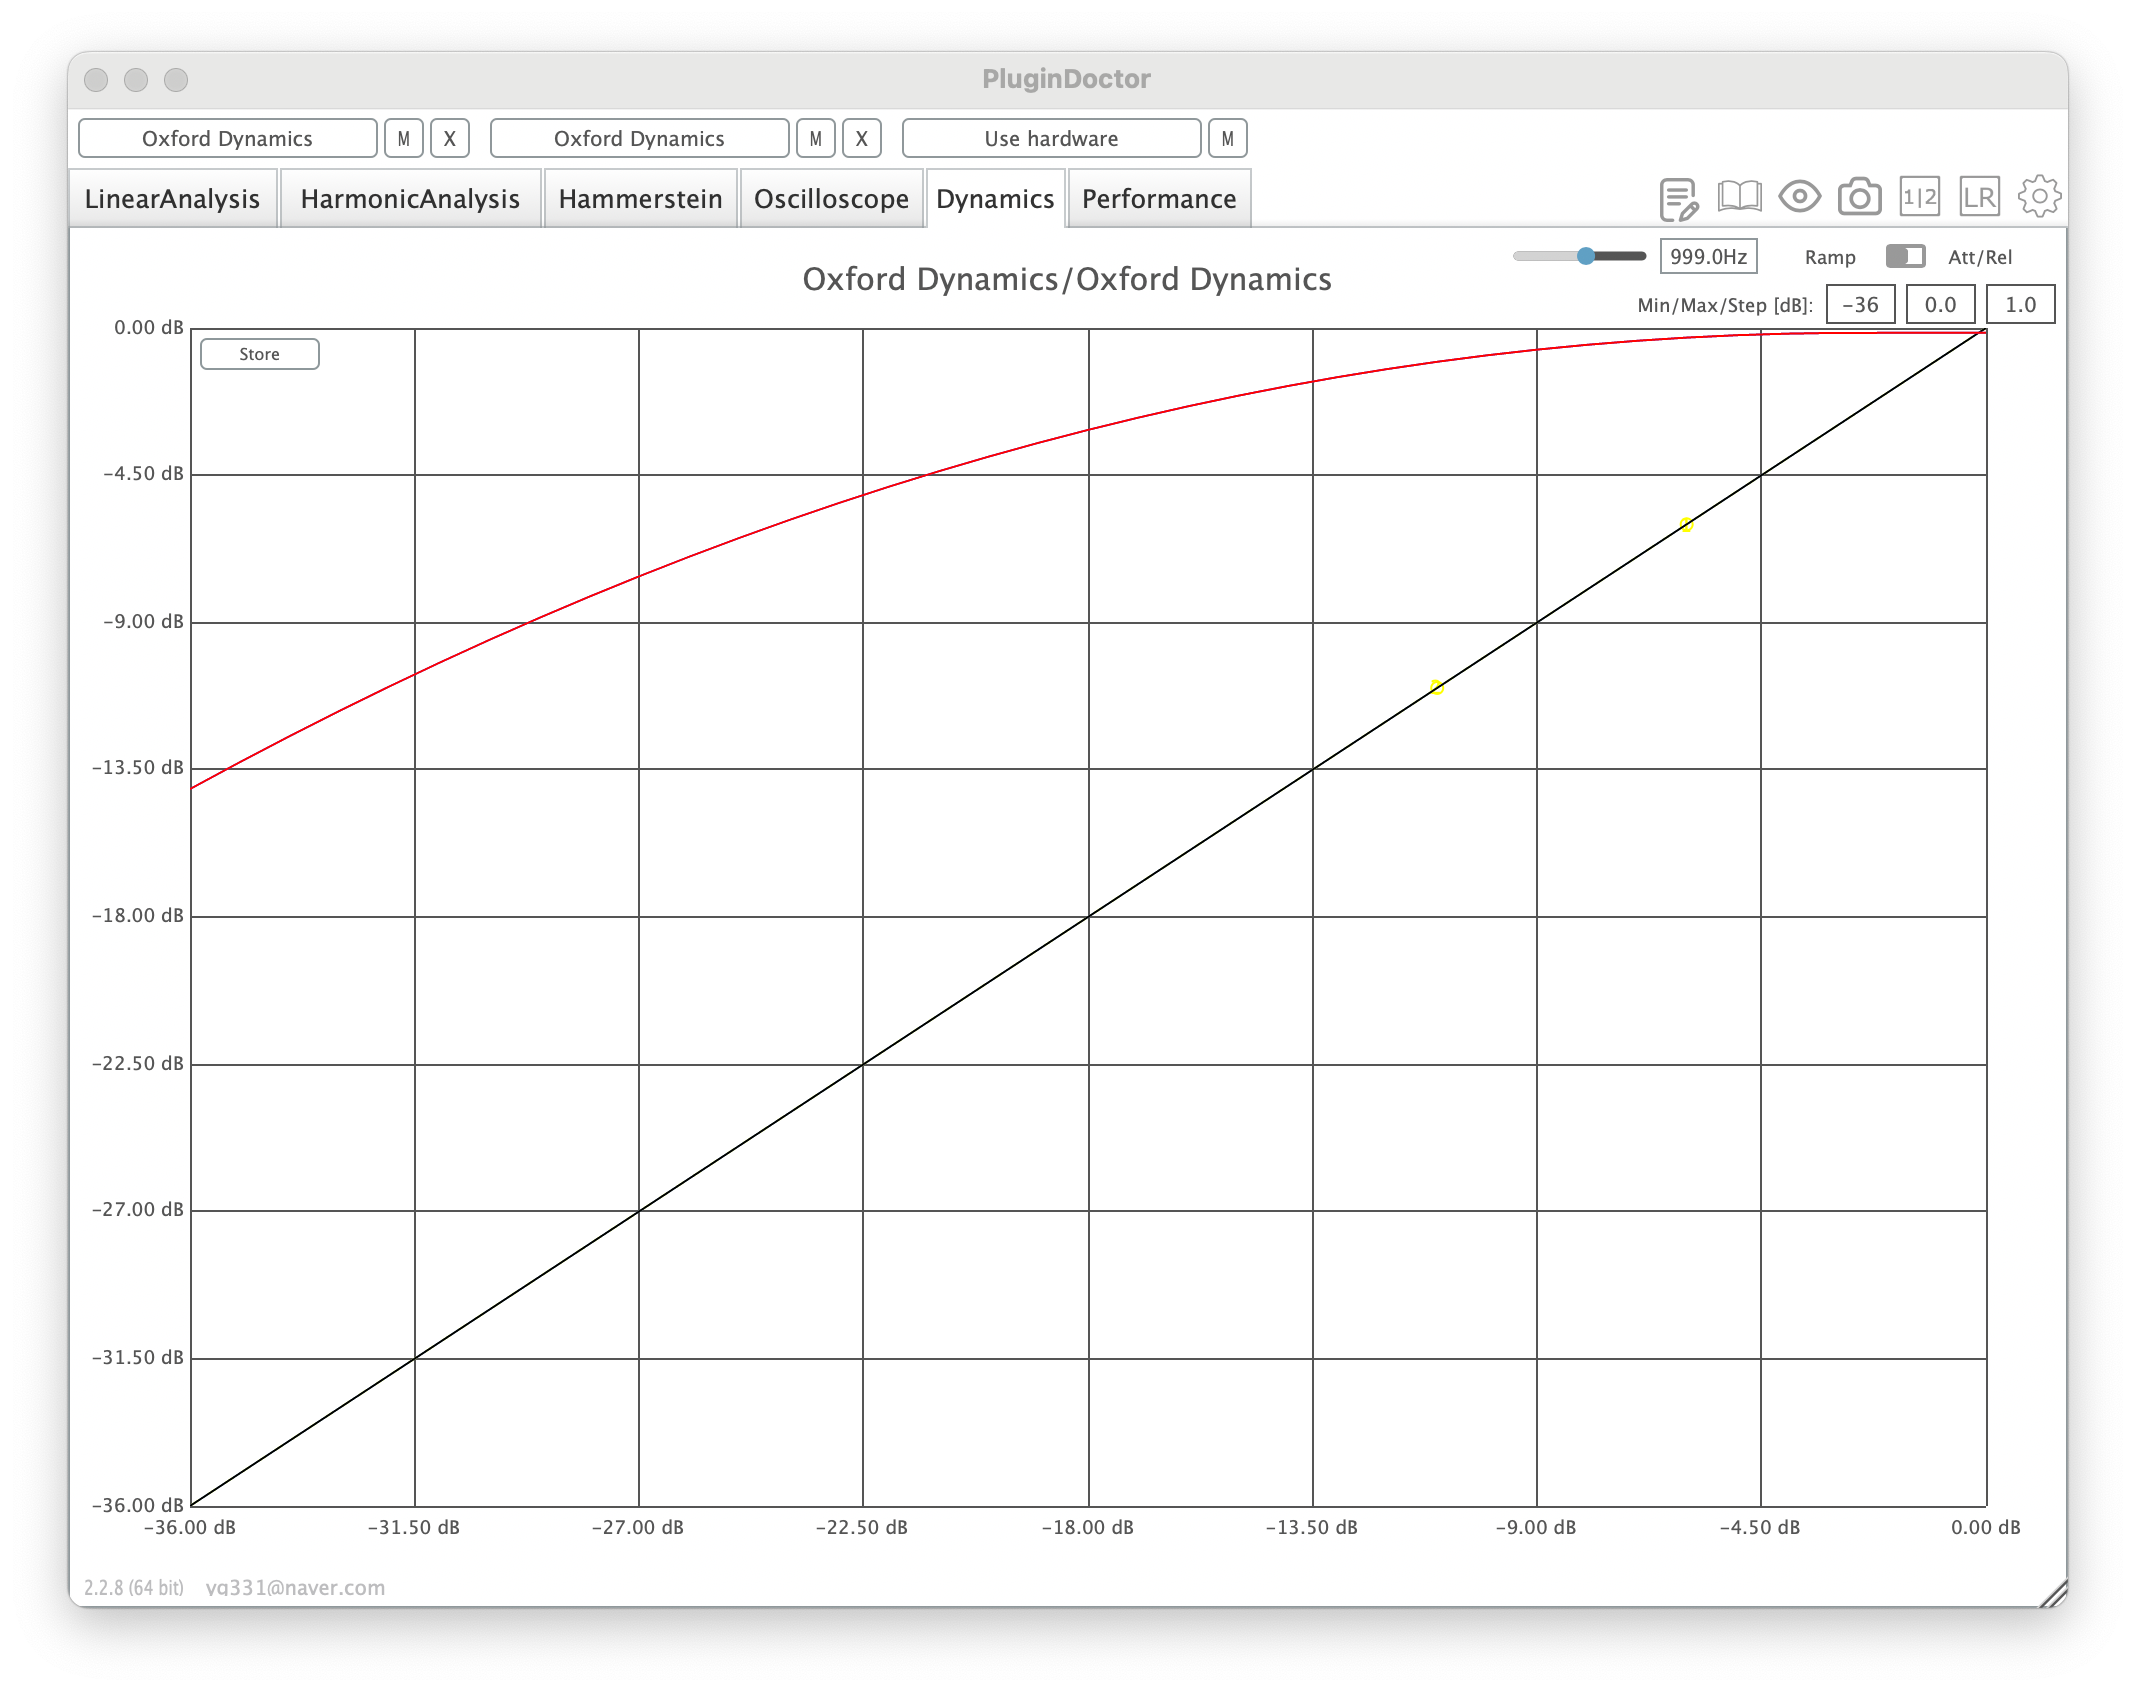 PluginDoctor
Oxford Dynamics M X Oxford Dynamics M X Use hardware M
LinearAnalysis HarmonicAnalysis Hammerstein Oscilloscope Dynamics Performance 1|2 LR
999.0Hz Ramp Att/Rel
Oxford Dynamics/Oxford Dynamics
Min/Max/Step [dB]: -36 0.0 1.0
0.00 dB
Store
-4.50 dB
-9.00 dB
-13.50 dB
-18.00 dB
-22.50 dB
-27.00 dB
-31.50 dB
-36.00 dB
-36.00 dB -31.50 dB -27.00 dB -22.50 dB -18.00 dB -13.50 dB -9.00 dB -4.50 dB 0.00 dB
2.2.8 (64 bit) yq331@naver.com